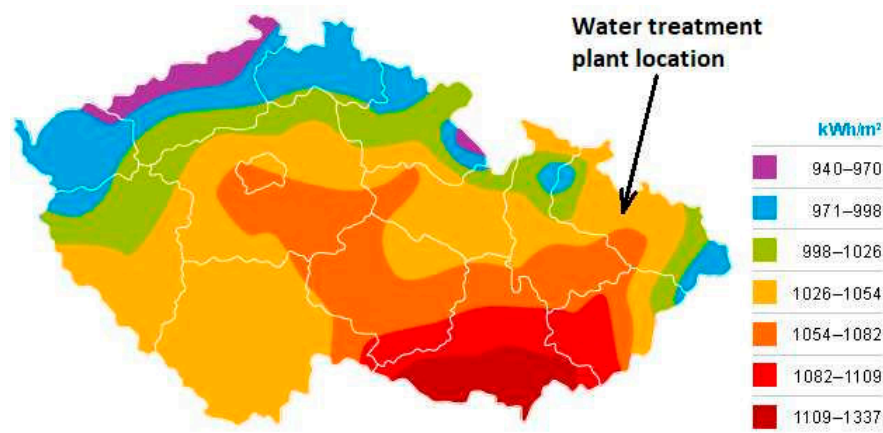 Water treatment
plant location
kWh/m²
940–970
971–998
998–1026
1026–1054
1054–1082
1082–1109
1109–1337